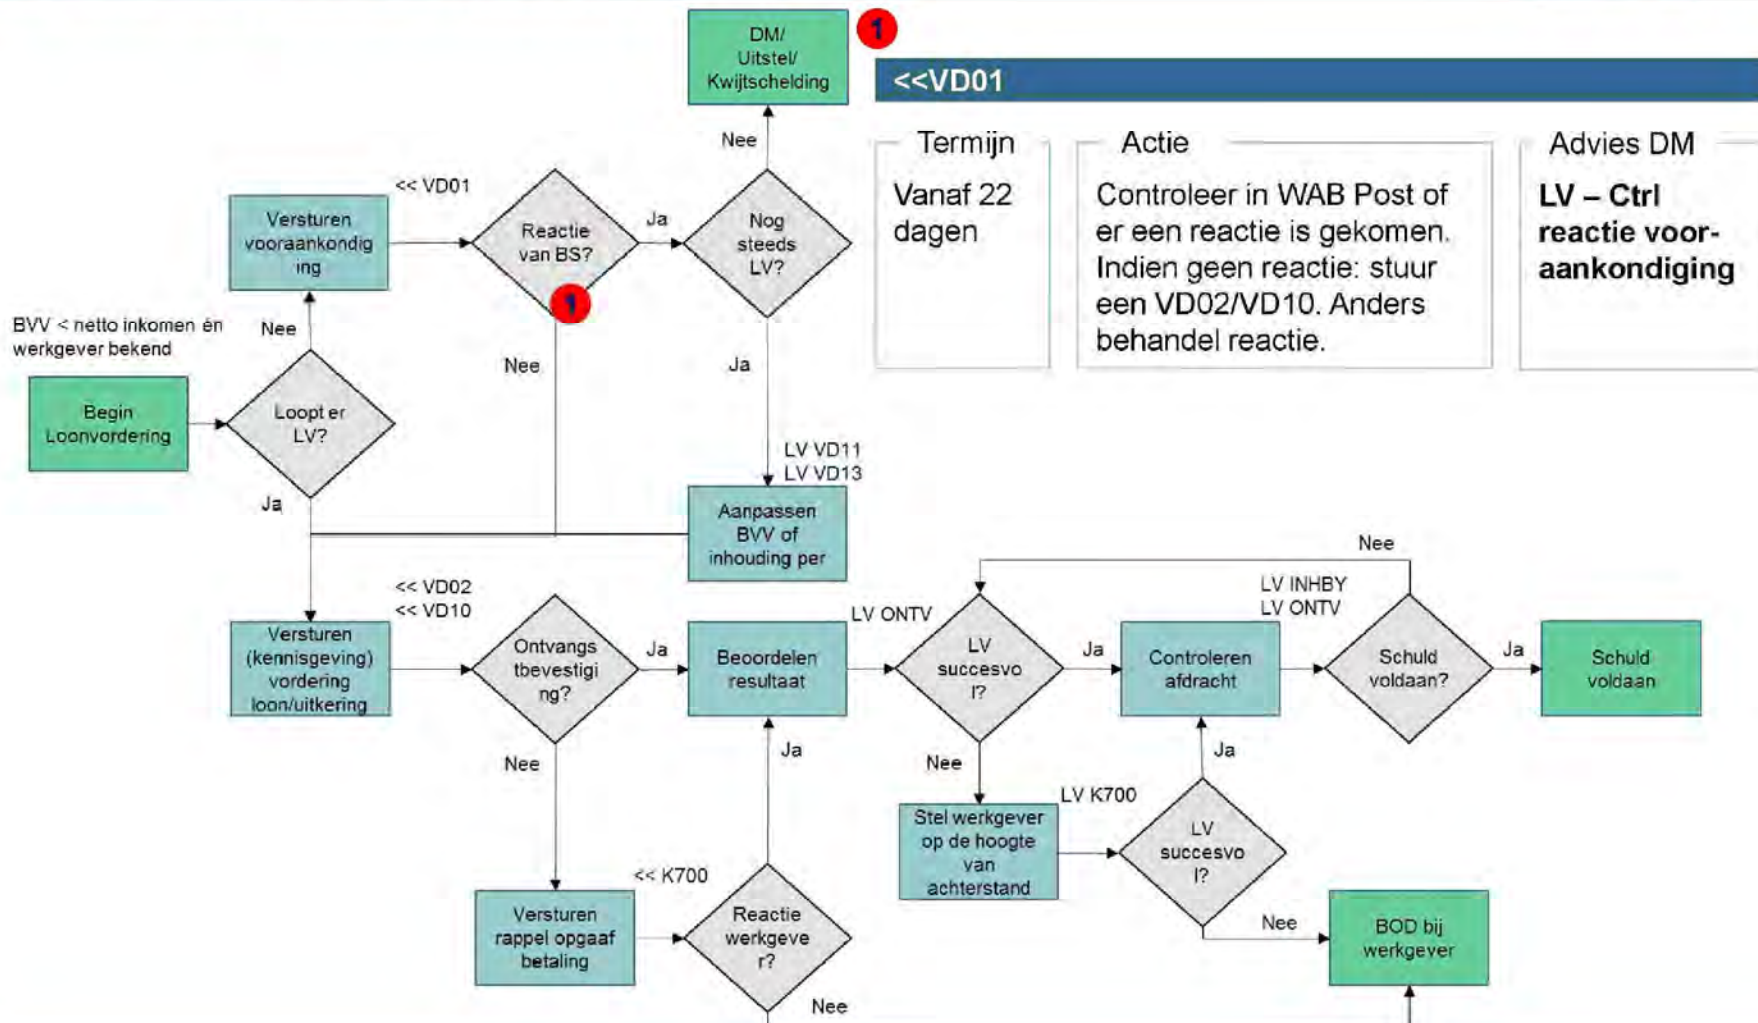 DM/
Uitstel/
Kwijtschelding
1
<<VD01
Termijn
Vanaf 22
dagen
Actie
Controleer in WAB Post of
er een reactie is gekomen.
Indien geen reactie: stuur
een VD02/VD10. Anders
behandel reactie.
Advies DM
LV – Ctrl
reactie voor-
aankondiging
Nee
<< VD01
Versturen
vooraankondig
ing
Reactie
van BS?
1
Ja
Nog
steeds
LV?
BVV < netto inkomen én
werkgever bekend
Nee
Nee
Ja
Begin
Loonvordering
Loopt er
LV?
LV VD11
LV VD13
Ja
Aanpassen
BVV of
inhouding per
Nee
<< VD02
<< VD10
LV INHBY
LV ONTV
Versturen
(kennisgeving)
vordering
loon/uitkering
Ontvangs
tbevestigi
ng?
Ja
Beoordelen
resultaat
LV ONTV
LV
succesvo
l?
Ja
Controleren
afdracht
Schuld
voldaan?
Ja
Schuld
voldaan
Nee
Ja
Nee
Ja
LV K700
Stel werkgever
op de hoogte
van
achterstand
LV
succesvo
l?
<< K700
Versturen
rappel opgaaf
betaling
Reactie
werkgeve
r?
Nee
BOD bij
werkgever
Nee